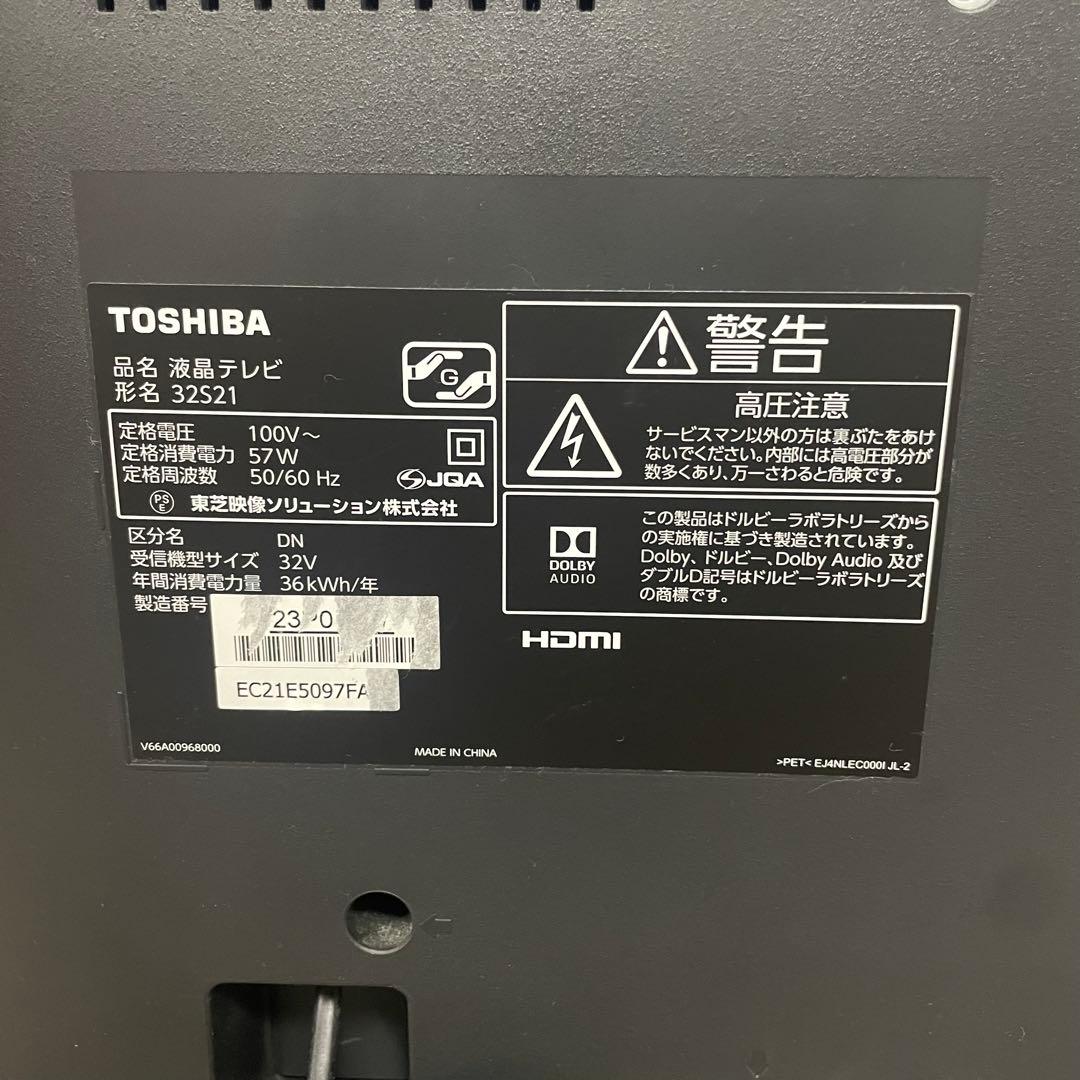 TOSHIBA
品名 液晶テレビ
形名 32S21
G
定格電圧 100V～
定格消費電力 57W
定格周波数 50/60 Hz
JQA
PS
E
東芝映像ソリューション株式会社
区分名 DN
受信機型サイズ 32V
年間消費電力量 36kWh/年
製造番号
EC21E5097FA
V66A00968000
MADE IN CHINA
警告
高圧注意
サービスマン以外の方は裏ぶたをあけ
ないでください。内部には高電圧部分が
数多くあり、万一さわると危険です。
DOLBY
AUDIO
この製品はドルビーラボラトリーズから
の実施権に基づき製造されています。
Dolby、ドルビー、Dolby Audio 及び
ダブルD記号はドルビーラボラトリーズ
の商標です。
HDMI
>PET< EJ4NLEC000I JL-2